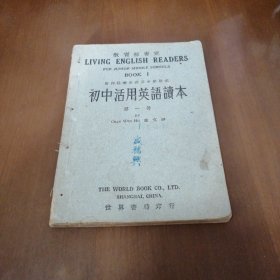 教育部審定
LIVING ENGLISH READERS
FOR JUNIOR MIDDLE SCHOOLS
BOOK I
初中活用英語讀本
第一冊
BY
THE WORLD BOOK CO., LTD.
SHANGHAI, CHINA.
世界書局印行